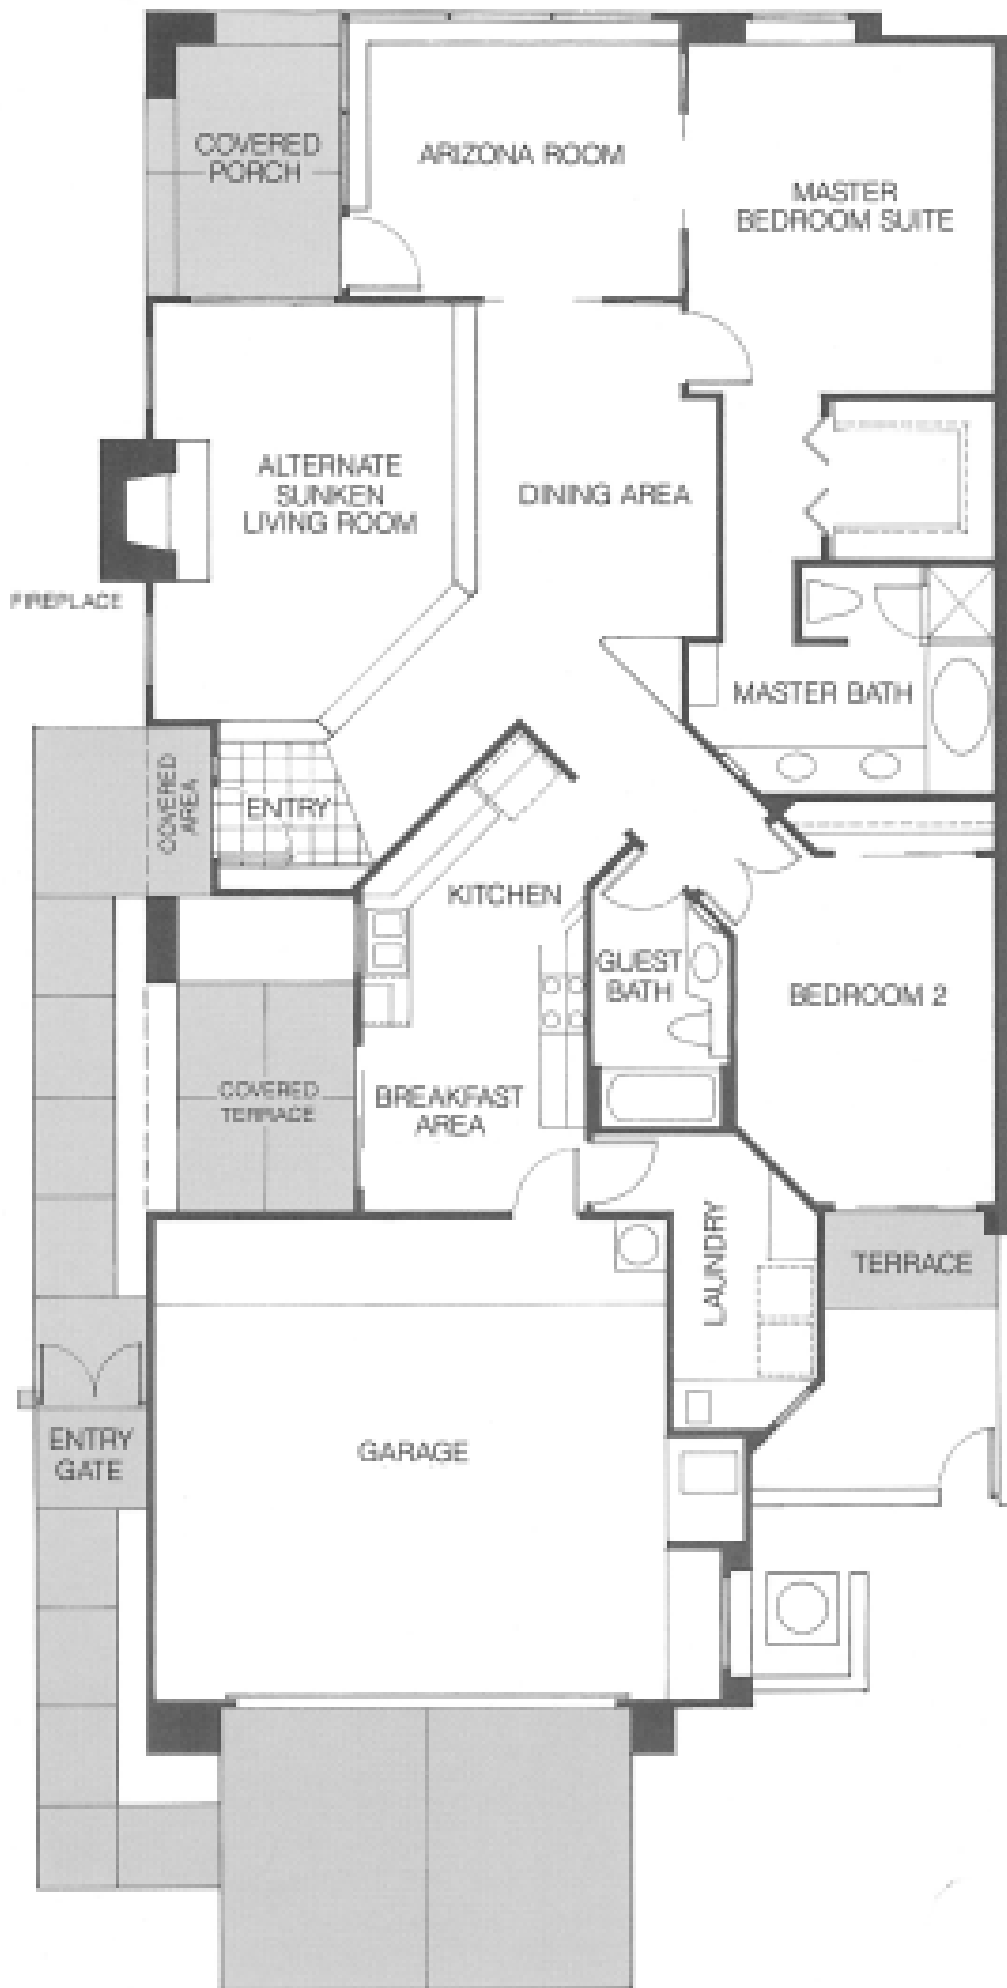 COVERED
PORCH
ARIZONA ROOM
MASTER
BEDROOM SUITE
ALTERNATE
SUNKEN
LIVING ROOM
DINING AREA
FIREPLACE
MASTER BATH
COVERED
AREA
ENTRY
KITCHEN
GUEST
BATH
BEDROOM 2
COVERED
TERRACE
BREAKFAST
AREA
LAUNDRY
TERRACE
ENTRY
GATE
GARAGE